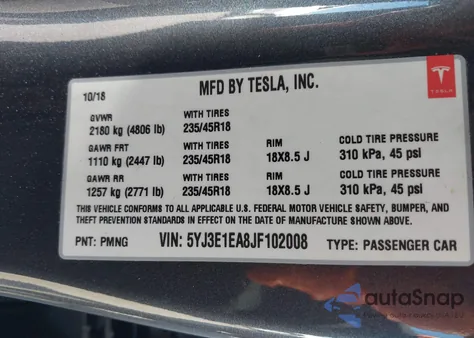 10/18 MFD BY TESLA, INC.
TESLA
GVWR WITH TIRES
2180 kg (4806 lb) 235/45R18
GAWR FRT WITH TIRES RIM COLD TIRE PRESSURE
1110 kg (2447 lb) 235/45R18 18X8.5 J 310 kPa, 45 psi
GAWR RR WITH TIRES RIM COLD TIRE PRESSURE
1257 kg (2771 lb) 235/45R18 18X8.5 J 310 kPa, 45 psi
THIS VEHICLE CONFORMS TO ALL APPLICABLE U.S. FEDERAL MOTOR VEHICLE SAFETY, BUMPER, AND
THEFT PREVENTION STANDARDS IN EFFECT ON THE DATE OF MANUFACTURE SHOWN ABOVE.
PNT: PMNG VIN: 5YJ3E1EA8JF102008 TYPE: PASSENGER CAR
autoSnap